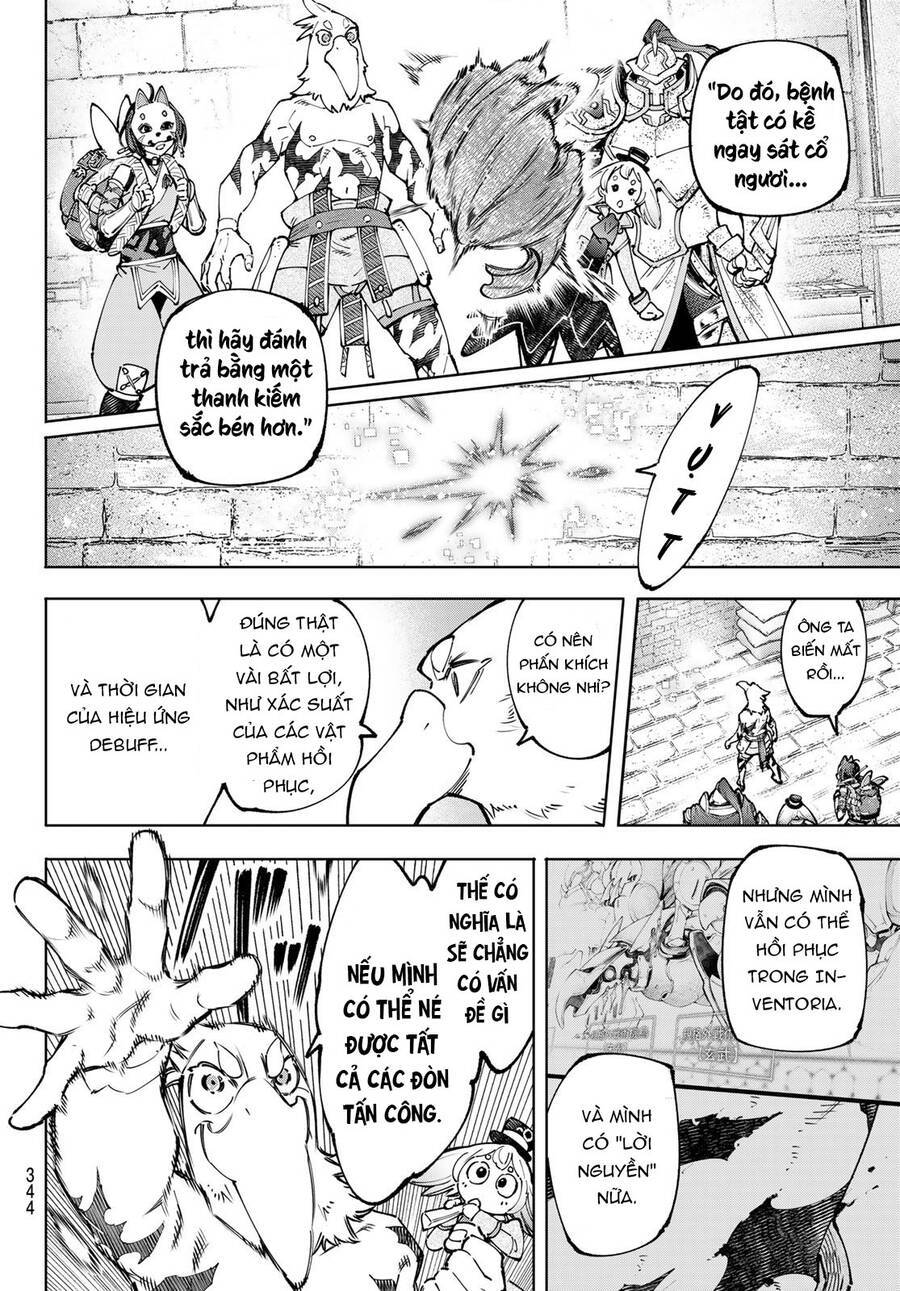 "Do đó, bệnh
tật có kề
ngay sát cổ
ngươi...
thì hãy đánh
trả bằng một
thanh kiếm
sắc bén hơn."
VỤTT
ÔNG TA
BIẾN MẤT
RỒI...
CÓ NÊN
PHẤN KHÍCH
KHÔNG NHỈ?
ĐÚNG THẬT
LÀ CÓ MỘT
VÀI BẤT LỢI,
NHƯ XÁC SUẤT
CỦA CÁC VẬT
PHẨM HỒI
PHỤC,
VÀ THỜI GIAN
CỦA HIỆU ỨNG
DEBUFF...
NHƯNG MÌNH
VẪN CÓ THỂ
HỒI PHỤC
TRONG IN-
VENTORIA.
【玄武】
VÀ MÌNH
CÓ "LỜI
NGUYỀN"
NỮA.
THẾ CÓ
NGHĨA LÀ
SẼ CHẲNG
CÓ VẤN
ĐỀ GÌ
NẾU MÌNH
CÓ THỂ NÉ
ĐƯỢC TẤT
CẢ CÁC ĐÒN
TẤN CÔNG.
344